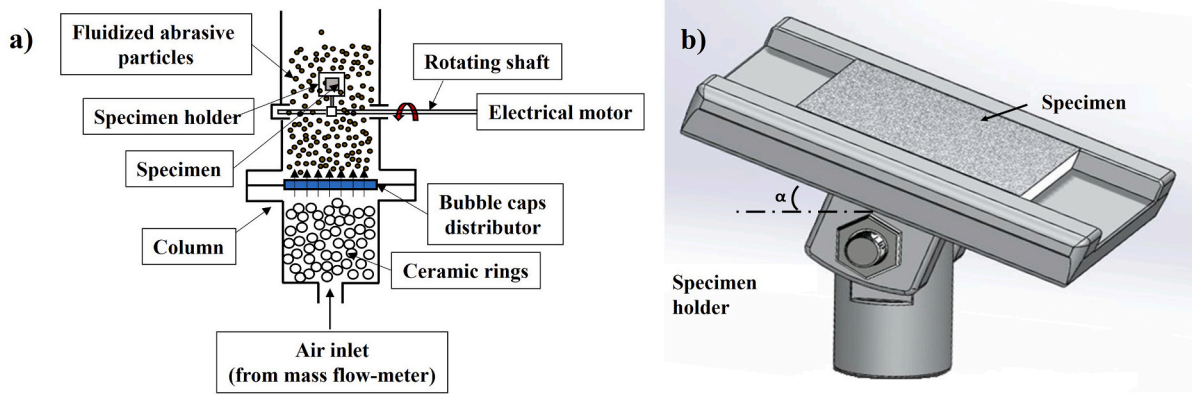 a)
Fluidized abrasive
particles
Rotating shaft
Specimen holder
Electrical motor
Specimen
Bubble caps
distributor
Column
Ceramic rings
Air inlet
(from mass flow-meter)
b)
Specimen
α
Specimen
holder